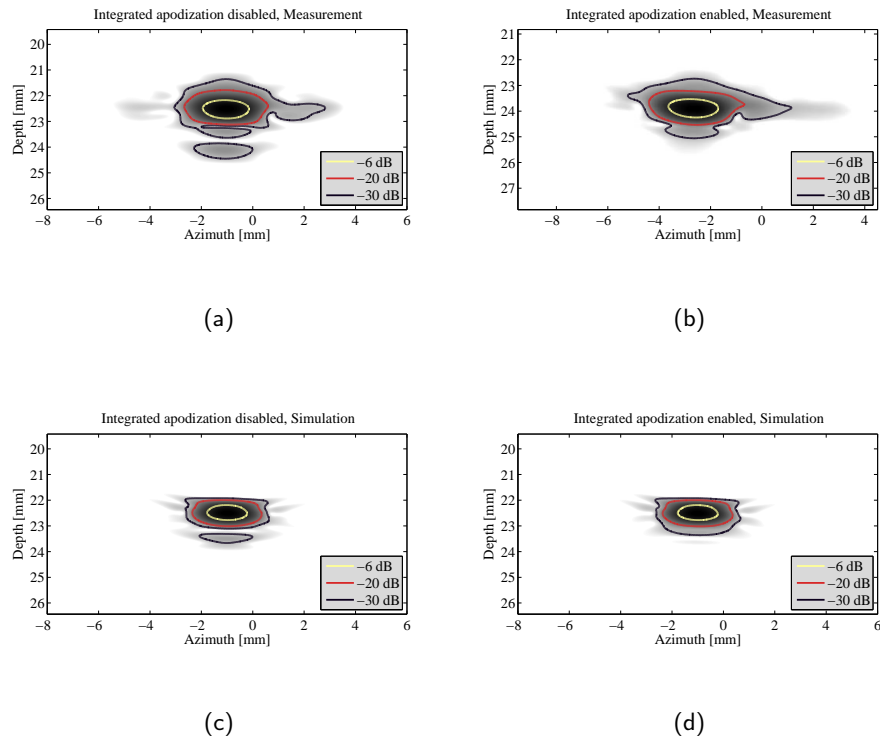 Integrated apodization disabled, Measurement
20
21
22
23
24
25
26
Depth [mm]
−8 −6 −4 −2 0 2 4 6
Azimuth [mm]
−6 dB
−20 dB
−30 dB
(a)
Integrated apodization enabled, Measurement
21
22
23
24
25
26
27
Depth [mm]
−8 −6 −4 −2 0 2 4
Azimuth [mm]
−6 dB
−20 dB
−30 dB
(b)
Integrated apodization disabled, Simulation
20
21
22
23
24
25
26
Depth [mm]
−8 −6 −4 −2 0 2 4 6
Azimuth [mm]
−6 dB
−20 dB
−30 dB
(c)
Integrated apodization enabled, Simulation
20
21
22
23
24
25
26
Depth [mm]
−8 −6 −4 −2 0 2 4 6
Azimuth [mm]
−6 dB
−20 dB
−30 dB
(d)